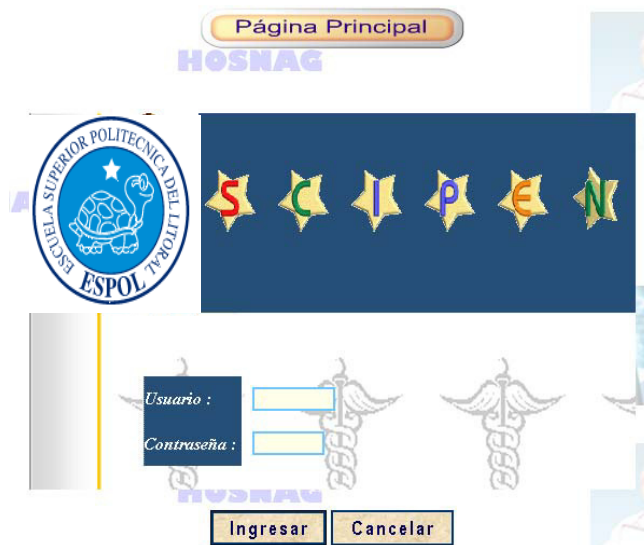 Página Principal
HOSNAG
ESCUELA SUPERIOR POLITECNICA DEL LITORAL
ESPOL
S C I P E N
Usuario :
Contraseña :
HOSNAG
Ingresar Cancelar